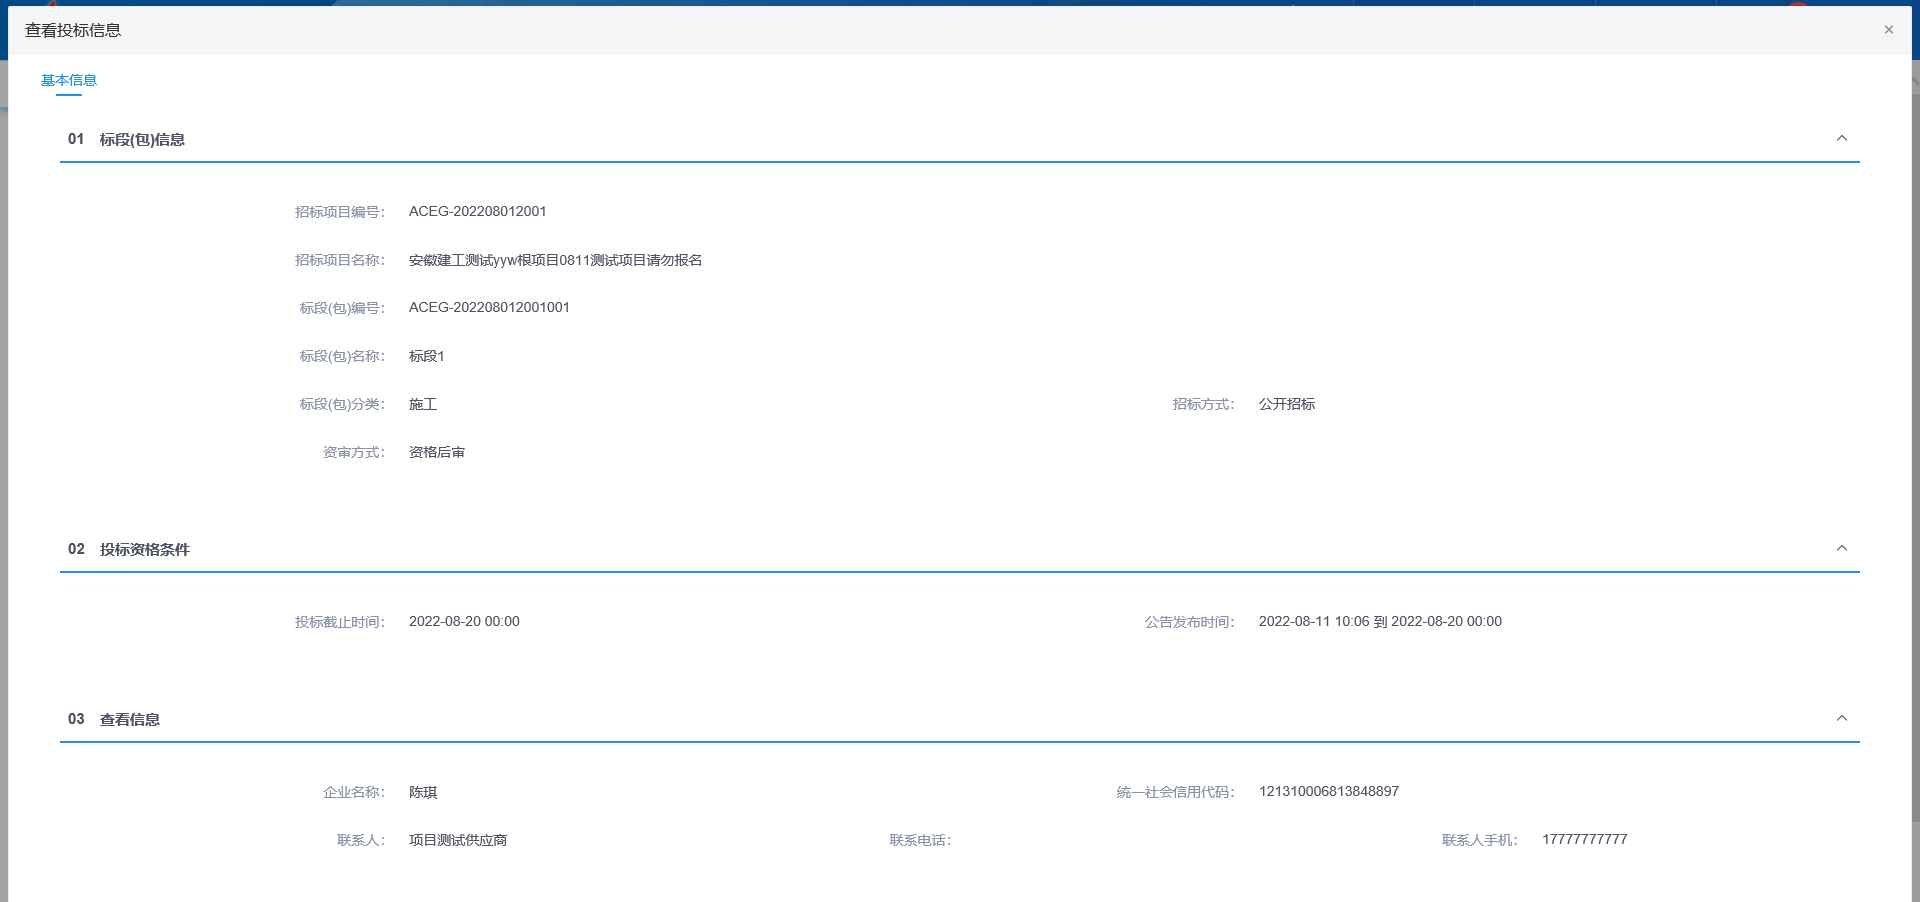 查看投标信息
基本信息
01 标段(包)信息
招标项目编号： ACEG-202208012001
招标项目名称： 安徽建工测试yyw根项目0811测试项目请勿报名
标段(包)编号： ACEG-202208012001001
标段(包)名称： 标段1
标段(包)分类： 施工 招标方式： 公开招标
资审方式： 资格后审
02 投标资格条件
投标截止时间： 2022-08-20 00:00 公告发布时间： 2022-08-11 10:06 到 2022-08-20 00:00
03 查看信息
企业名称： 陈琪 统一社会信用代码： 121310006813848897
联系人： 项目测试供应商 联系电话： 联系人手机： 17777777777